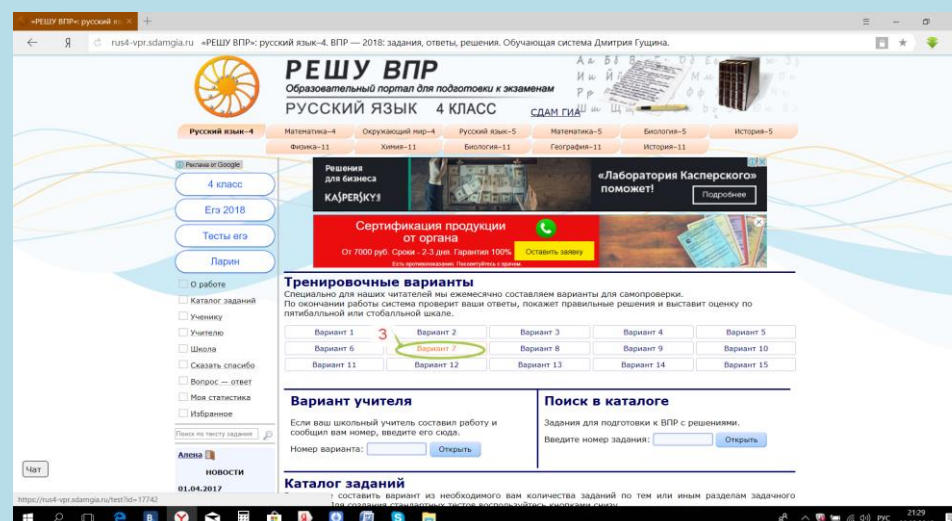 «РЕШУ ВПР»: русский
rus4-vpr.sdamgia.ru «РЕШУ ВПР»: русский язык–4. ВПР — 2018: задания, ответы, решения. Обучающая система Дмитрия Гущина.
РЕШУ ВПР
Образовательный портал для подготовки к экзаменам
РУССКИЙ ЯЗЫК 4 КЛАСС
СДАМ ГИА
Русский язык–4 Математика–4 Окружающий мир–4 Русский язык–5 Математика–5 Биология–5 История–5
Физика–11 Химия–11 Биология–11 География–11 История–11
Реклама от Google
4 класс
Егэ 2018
Тесты егэ
Ларин
О работе
Каталог заданий
Ученику
Учителю
Школа
Сказать спасибо
Вопрос — ответ
Моя статистика
Избранное
Поиск по тексту задания
Алена
НОВОСТИ
01.04.2017
Решения
для бизнеса
KASPERSKY
«Лаборатория Касперского»
поможет!
Подробнее
Сертификация продукции
от органа
От 7000 руб. Сроки - 2-3 дня. Гарантия 100%
Оставить заявку
Есть противопоказания. Посоветуйтесь с врачом.
Тренировочные варианты
Специально для наших читателей мы ежемесячно составляем варианты для самопроверки.
По окончании работы система проверит ваши ответы, покажет правильные решения и выставит оценку по
пятибалльной или стобалльной шкале.
Вариант 1 Вариант 2 Вариант 3 Вариант 4 Вариант 5
3
Вариант 6 Вариант 7 Вариант 8 Вариант 9 Вариант 10
Вариант 11 Вариант 12 Вариант 13 Вариант 14 Вариант 15
Вариант учителя
Если ваш школьный учитель составил работу и
сообщил вам номер, введите его сюда.
Номер варианта: Открыть
Поиск в каталоге
Задания для подготовки к ВПР с решениями.
Введите номер задания: Открыть
Каталог заданий
составить вариант из необходимого вам количества заданий по тем или иным разделам задачного
Для создания стандартных тестов воспользуйтесь кнопками снизу
Чат
https://rus4-vpr.sdamgia.ru/test?id=17742
РУС
21:29